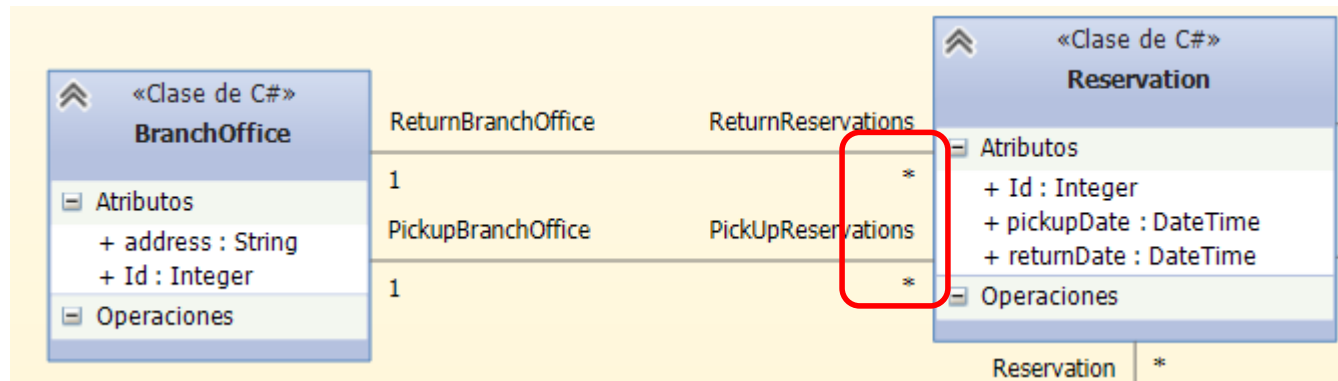 «Clase de C#»
BranchOffice
Atributos
+ address : String
+ Id : Integer
Operaciones
ReturnBranchOffice
ReturnReservations
1
*
PickupBranchOffice
PickUpReservations
1
*
«Clase de C#»
Reservation
Atributos
+ Id : Integer
+ pickupDate : DateTime
+ returnDate : DateTime
Operaciones
Reservation
*